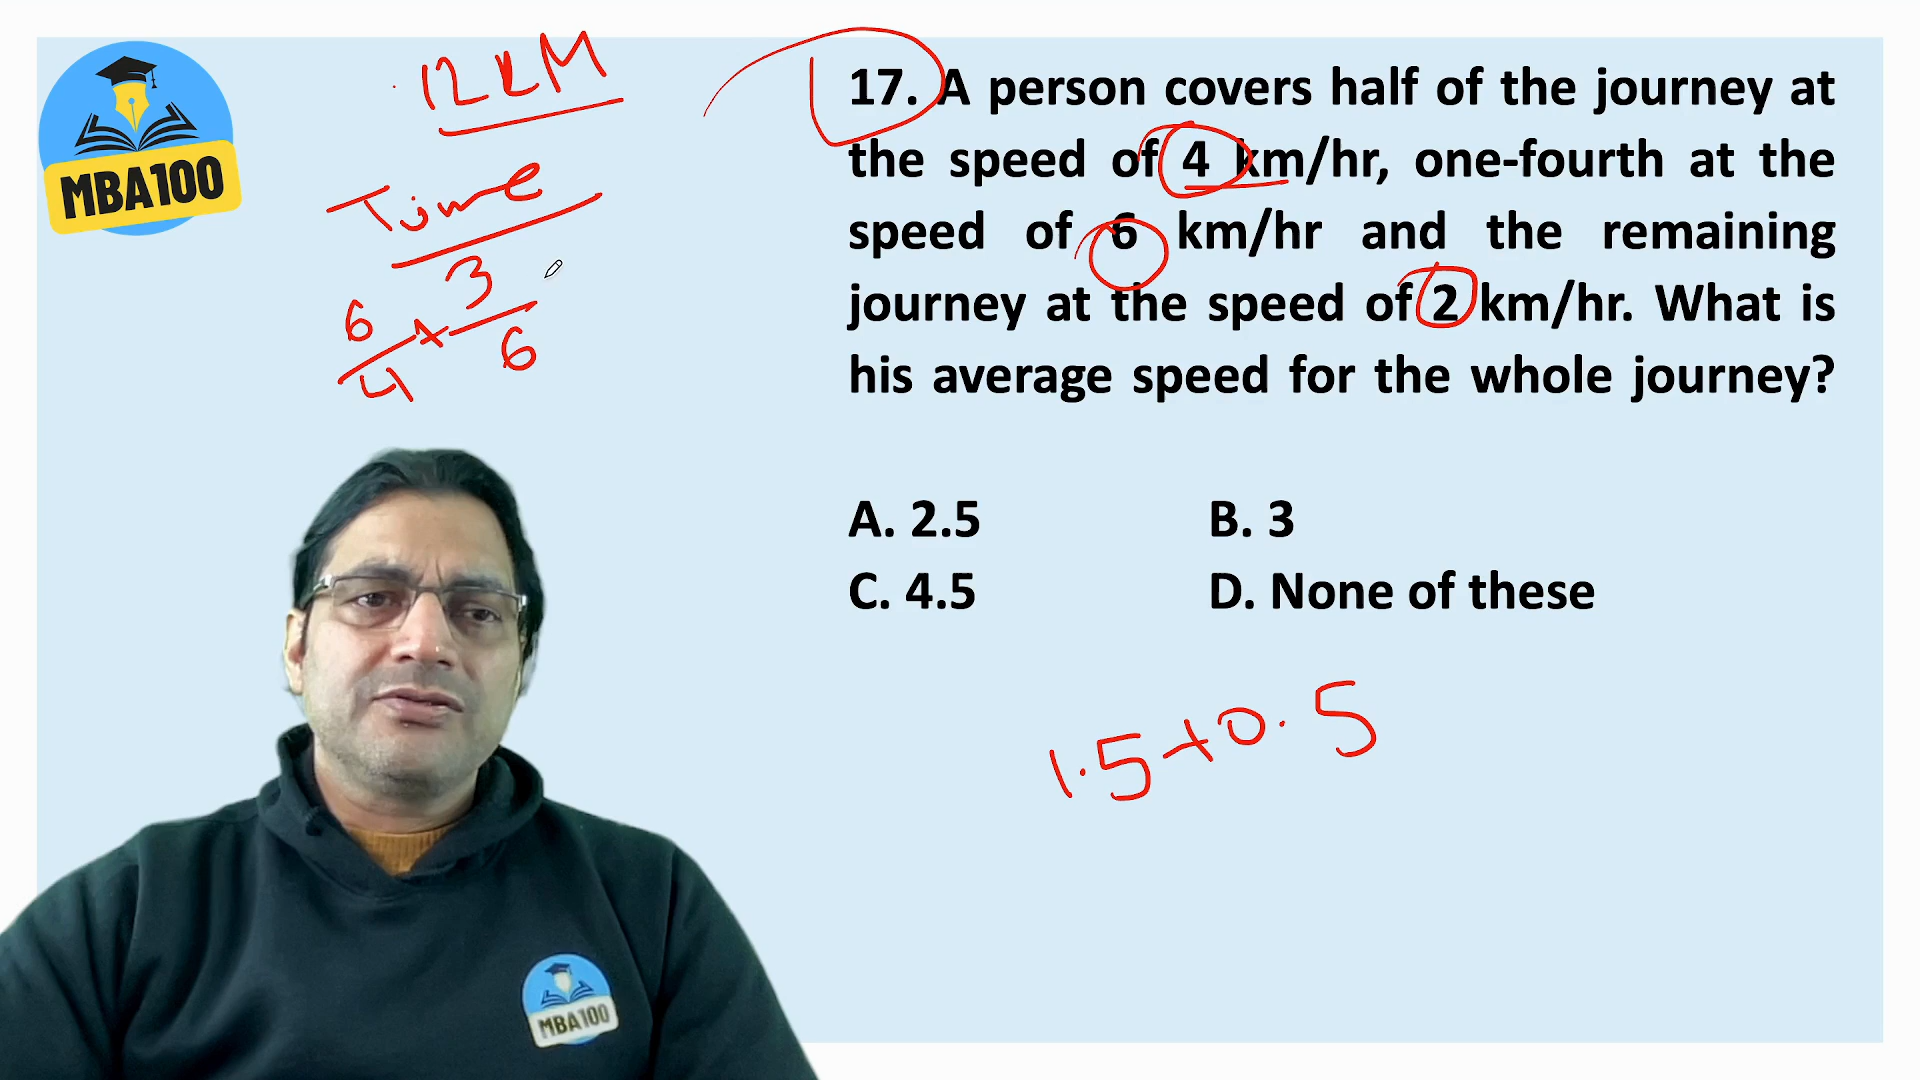 12 KM
17. A person covers half of the journey at
the speed of 4 km/hr, one-fourth at the
speed of 6 km/hr and the remaining
journey at the speed of 2 km/hr. What is
his average speed for the whole journey?
MBA100
Time
6/4 + 3/6
A. 2.5 B. 3
C. 4.5 D. None of these
1.5+0.5
MBA100